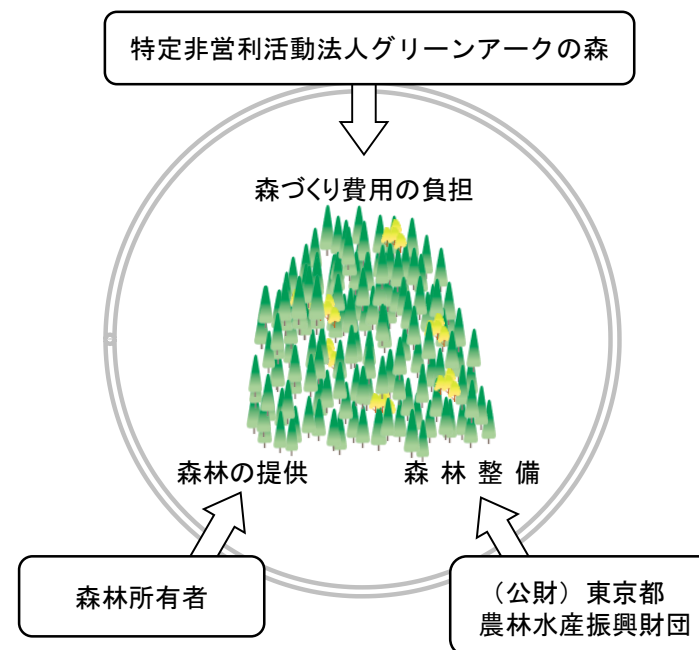 特定非営利活動法人グリーンアークの森
森づくり費用の負担
森林の提供
森 林 整 備
森林所有者
（公財）東京都
農林水産振興財団